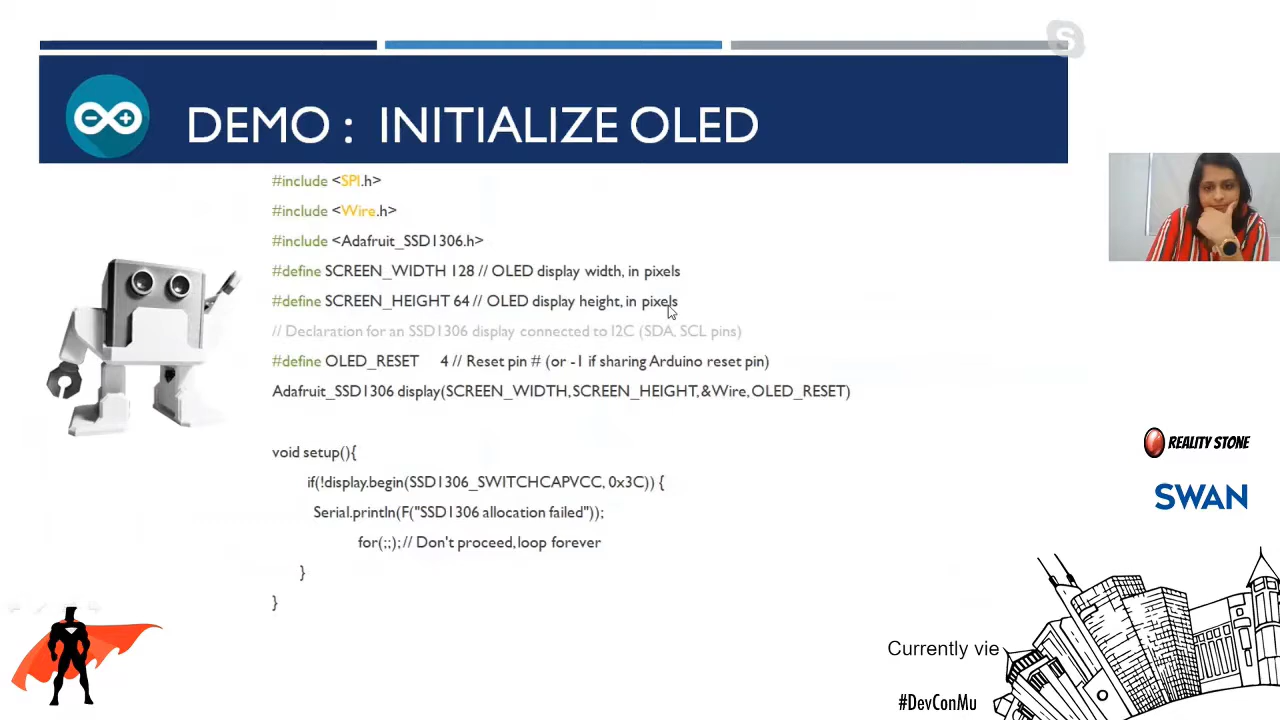 DEMO : INITIALIZE OLED
#include <SPI.h>
#include <Wire.h>
#include <Adafruit_SSD1306.h>
#define SCREEN_WIDTH 128 // OLED display width, in pixels
#define SCREEN_HEIGHT 64 // OLED display height, in pixels
// Declaration for an SSD1306 display connected to I2C (SDA, SCL pins)
#define OLED_RESET 4 // Reset pin # (or -1 if sharing Arduino reset pin)
Adafruit_SSD1306 display(SCREEN_WIDTH, SCREEN_HEIGHT, &Wire, OLED_RESET)
void setup(){
if(!display.begin(SSD1306_SWITCHCAPVCC, 0x3C)) {
Serial.println(F("SSD1306 allocation failed"));
for(;;); // Don't proceed, loop forever
}
}
S
REALITY STONE
SWAN
Currently vie
#DevConMu